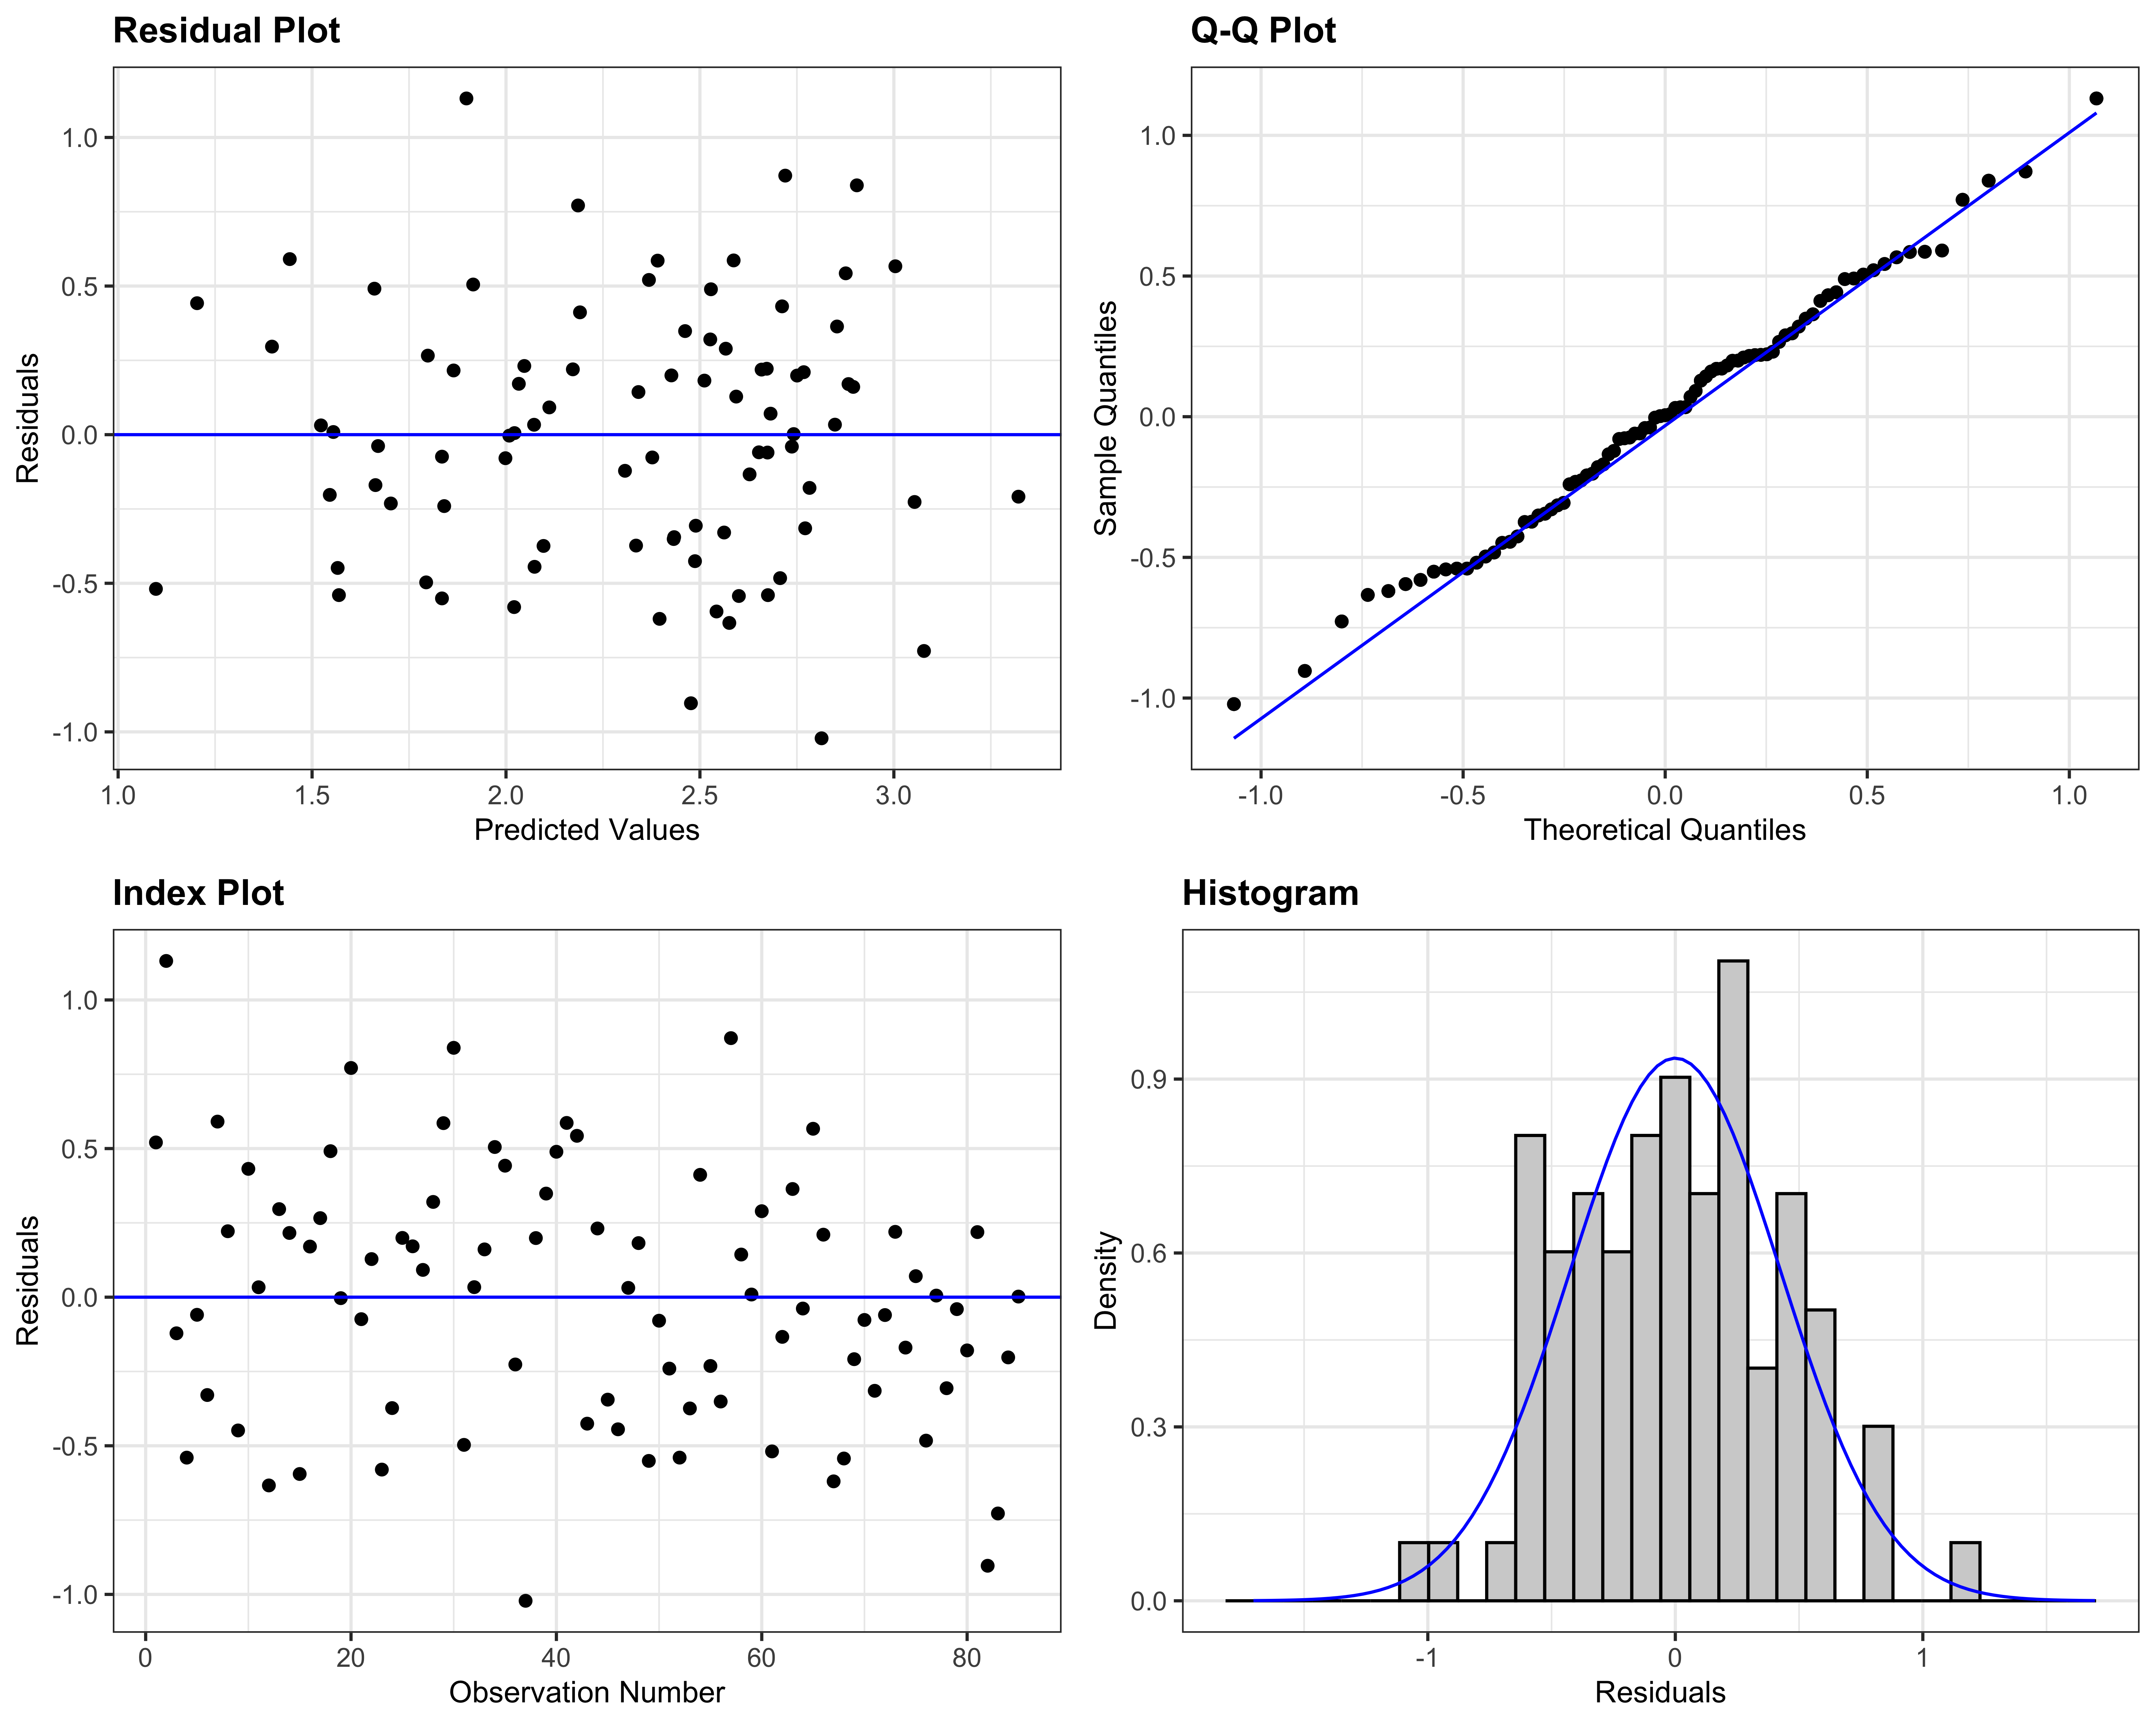 Residual Plot
Residuals
1.0
0.5
0.0
-0.5
-1.0
1.0 1.5 2.0 2.5 3.0
Predicted Values
Q-Q Plot
Sample Quantiles
1.0
0.5
0.0
-0.5
-1.0
-1.0 -0.5 0.0 0.5 1.0
Theoretical Quantiles
Index Plot
Residuals
1.0
0.5
0.0
-0.5
-1.0
0 20 40 60 80
Observation Number
Histogram
Density
0.9
0.6
0.3
0.0
-1 0 1
Residuals